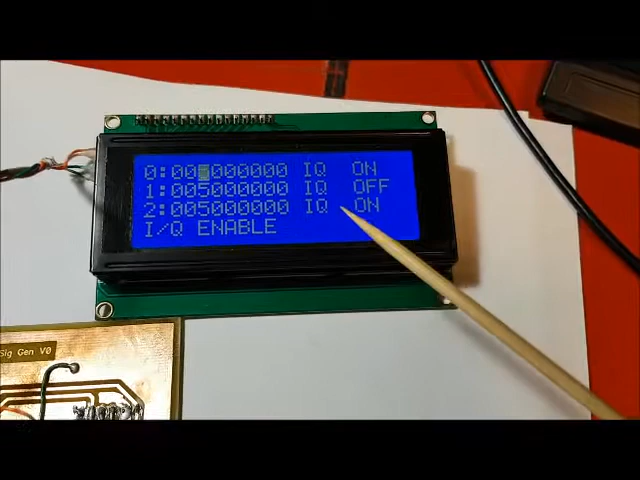 0:00 000000 IQ ON
1:005000000 IQ OFF
2:005000000 IQ ON
I/Q ENABLE
Sig Gen V0